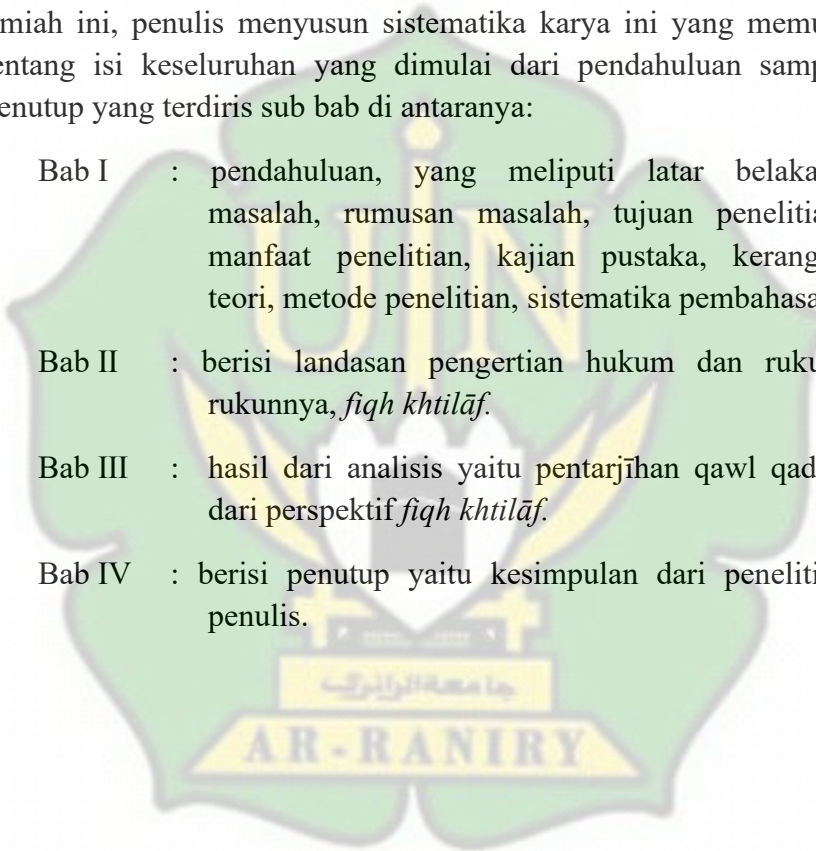 miah ini, penulis menyusun sistematika karya ini yang memu
entang isi keseluruhan yang dimulai dari pendahuluan samp
enutup yang terdiris sub bab di antaranya:
Bab I : pendahuluan, yang meliputi latar belaka
masalah, rumusan masalah, tujuan peneliti
manfaat penelitian, kajian pustaka, kerang
teori, metode penelitian, sistematika pembahasa
Bab II : berisi landasan pengertian hukum dan ruku
rukunnya, fiqh khtilāf.
Bab III : hasil dari analisis yaitu pentarjīhan qawl qad
dari perspektif fiqh khtilāf.
Bab IV : berisi penutup yaitu kesimpulan dari peneliti
penulis.
UIN
جامعة الرانري
AR-RANIRY